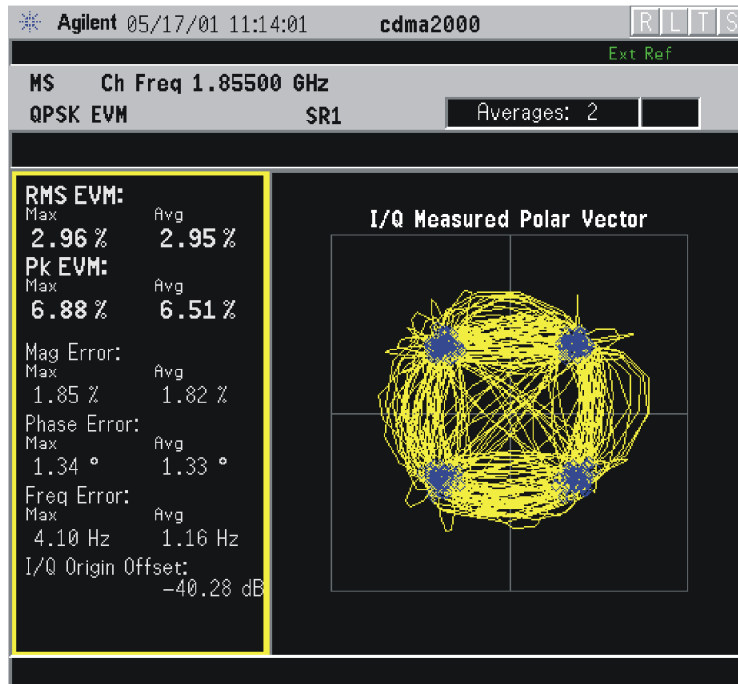 Agilent 05/17/01 11:14:01 cdma2000 R L T S
Ext Ref
MS Ch Freq 1.85500 GHz
QPSK EVM SR1 Averages: 2
RMS EVM:
Max Avg
2.96 % 2.95 %
Pk EVM:
Max Avg
6.88 % 6.51 %
Mag Error:
Max Avg
1.85 % 1.82 %
Phase Error:
Max Avg
1.34 ° 1.33 °
Freq Error:
Max Avg
4.10 Hz 1.16 Hz
I/Q Origin Offset:
-40.28 dB
I/Q Measured Polar Vector